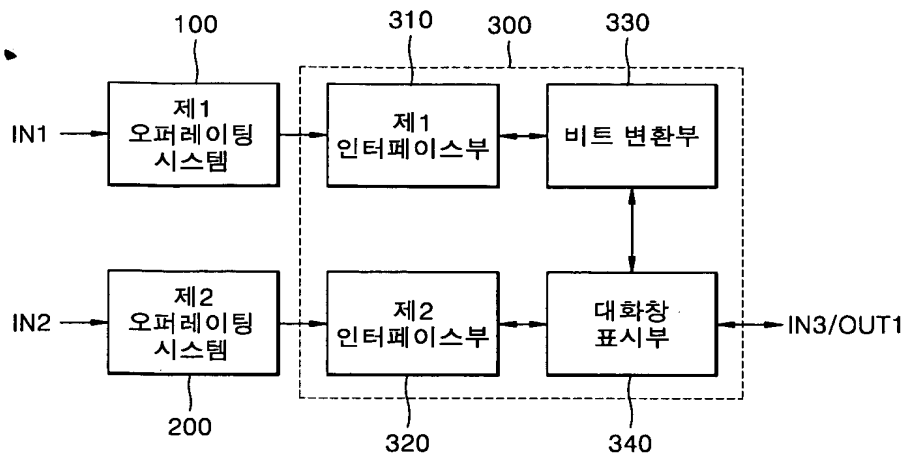 100
310
300
330
IN1
제1
오퍼레이팅
시스템
제1
인터페이스부
비트 변환부
IN2
제2
오퍼레이팅
시스템
제2
인터페이스부
대화창
표시부
IN3/OUT1
200
320
340